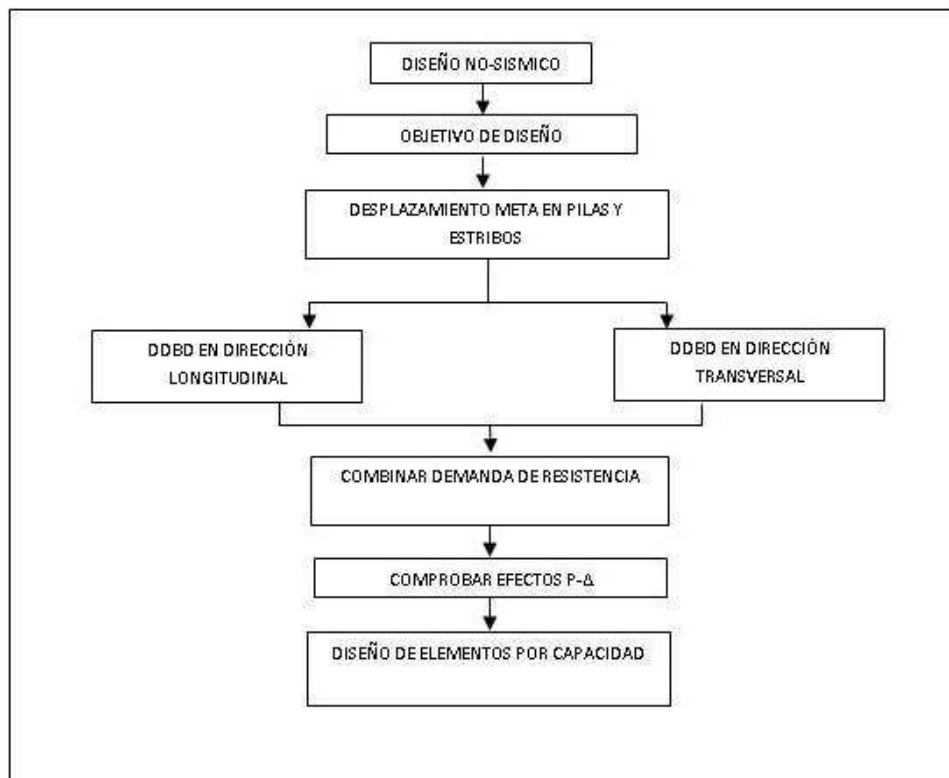 DISEÑO NO-SISMICO
OBJETIVO DE DISEÑO
DESPLAZAMIENTO META EN PILAS Y
ESTRIBOS
DDBD EN DIRECCIÓN
LONGITUDINAL
DDBD EN DIRECCIÓN
TRANSVERSAL
COMBINAR DEMANDA DE RESISTENCIA
COMPROBAR EFECTOS P-Δ
DISEÑO DE ELEMENTOS POR CAPACIDAD